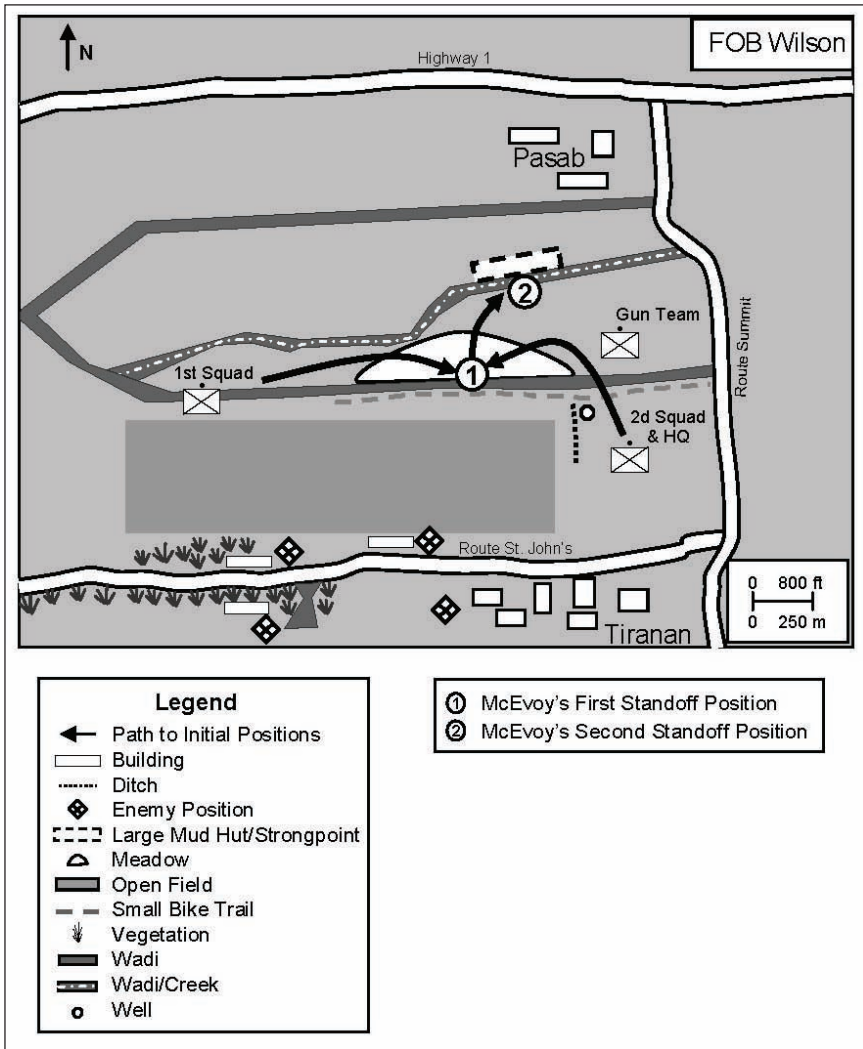 N
Highway 1
FOB Wilson
Pasab
2
Gun Team
1st Squad
1
Route Summit
2d Squad
& HQ
Route St. John's
0 800 ft
0 250 m
Tiranan
Legend
Path to Initial Positions
Building
Ditch
Enemy Position
Large Mud Hut/Strongpoint
Meadow
Open Field
Small Bike Trail
Vegetation
Wadi
Wadi/Creek
Well
1 McEvoy's First Standoff Position
2 McEvoy's Second Standoff Position